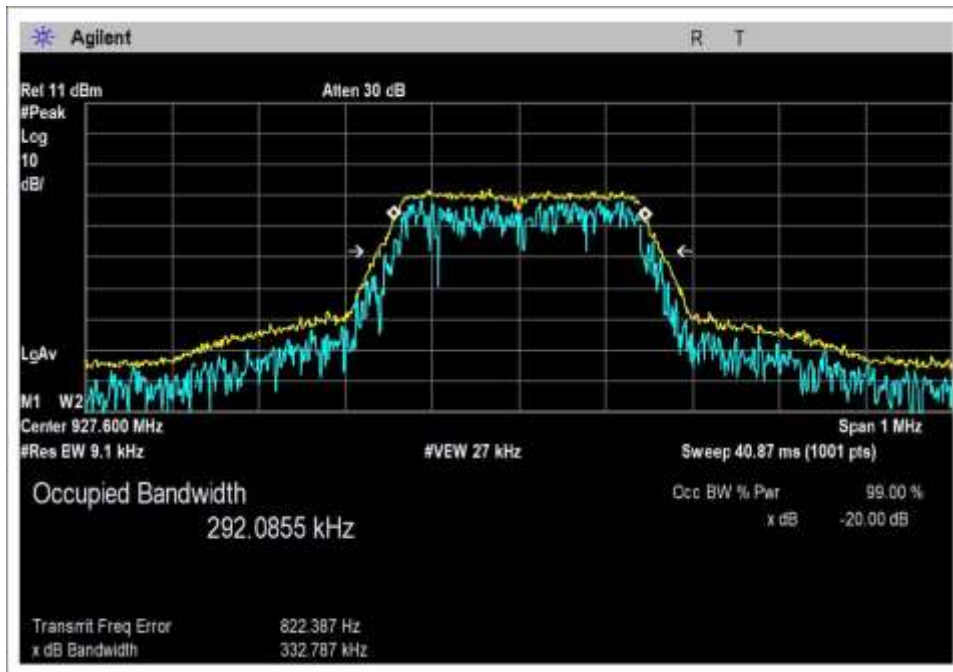 Agilent R T
Ref 11 dBm Atten 30 dB
#Peak
Log
10
dB/
LgAv
M1 W2
Center 927.600 MHz Span 1 MHz
#Res BW 9.1 kHz #VBW 27 kHz Sweep 40.87 ms (1001 pts)
Occupied Bandwidth Occ BW % Pwr 99.00 %
292.0855 kHz x dB -20.00 dB
Transmit Freq Error 822.387 Hz
x dB Bandwidth 332.787 kHz